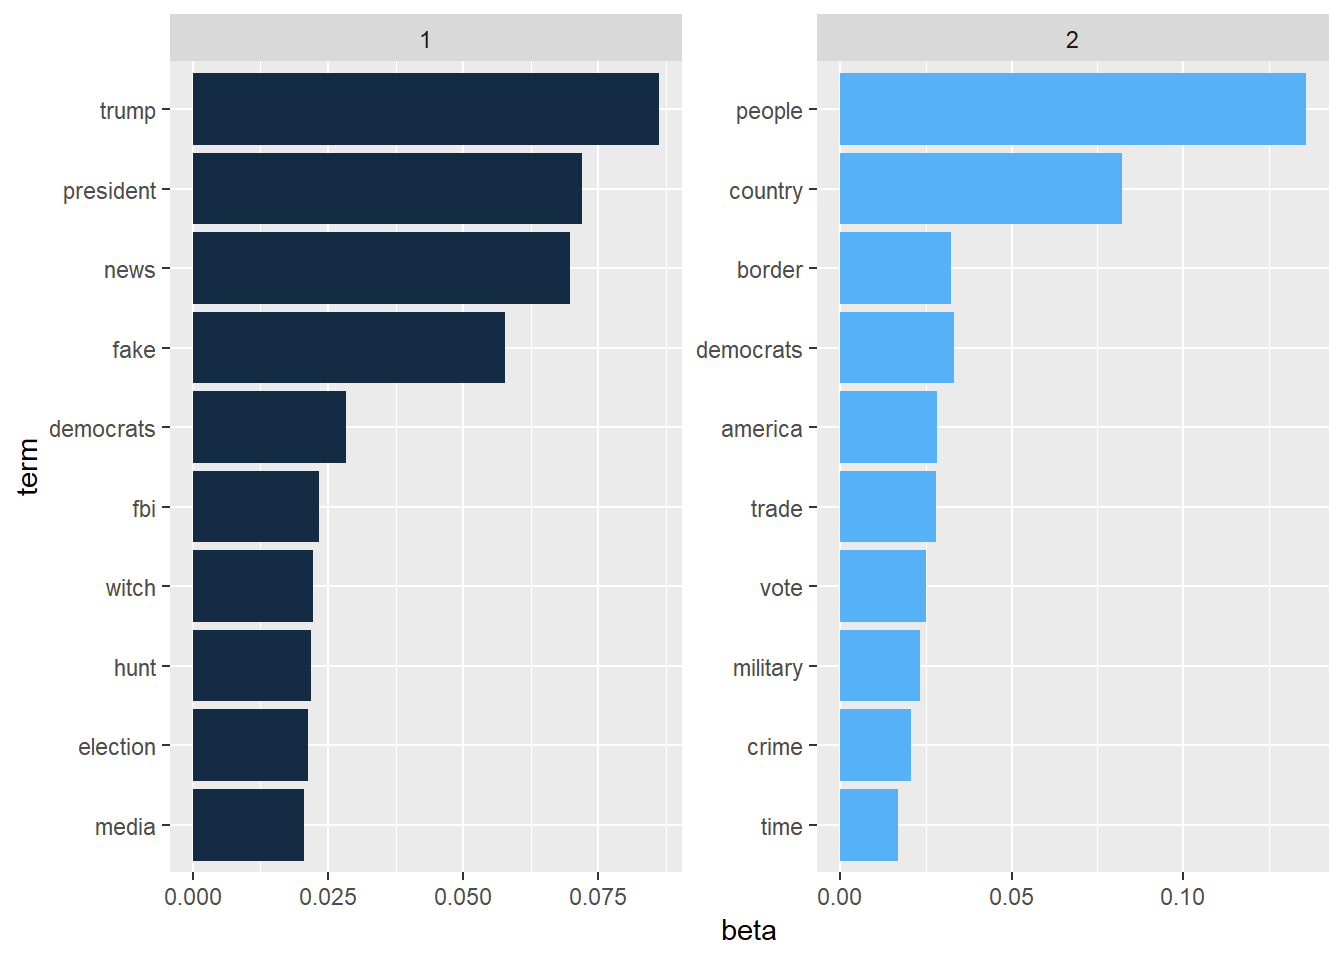 1
trump
president
news
fake
democrats
fbi
witch
hunt
election
media
0.000 0.025 0.050 0.075
2
people
country
border
democrats
america
trade
vote
military
crime
time
0.00 0.05 0.10
term
beta